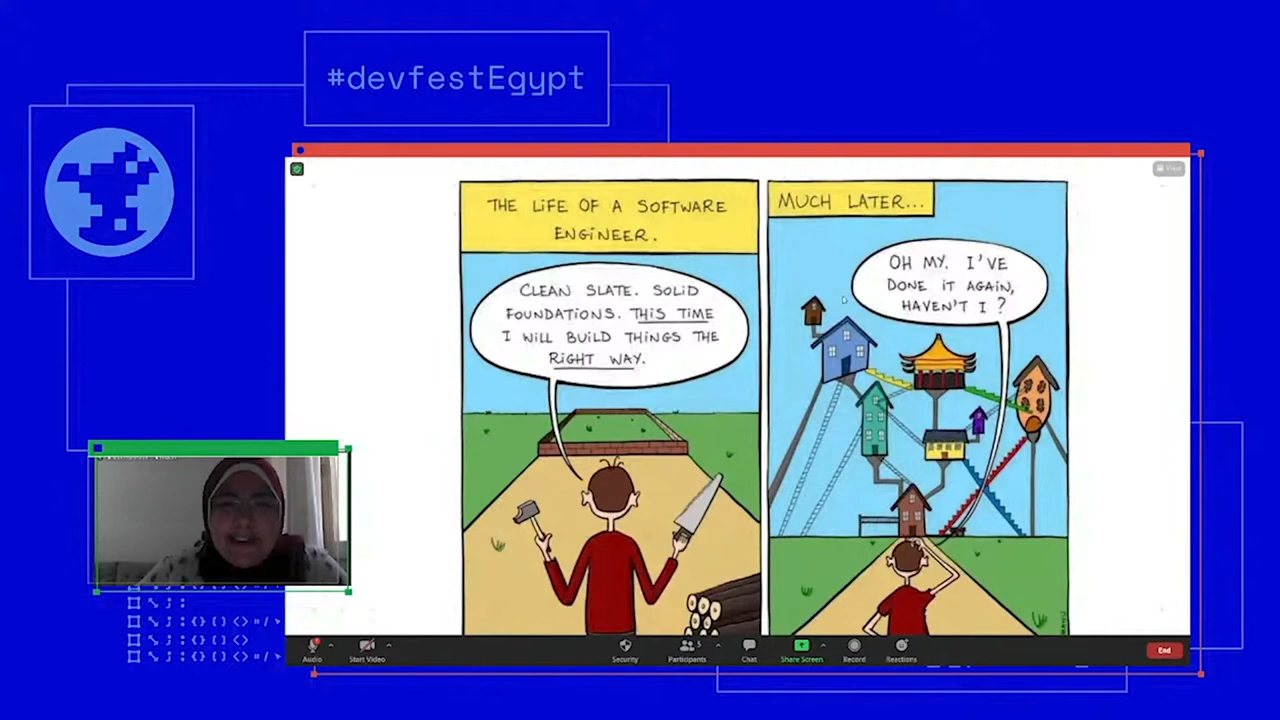 #devfestEgypt
View
THE LIFE OF A SOFTWARE
ENGINEER.
CLEAN SLATE. SOLID
FOUNDATIONS. THIS TIME
I WILL BUILD THINGS THE
RIGHT WAY.
MUCH LATER...
OH MY. I'VE
DONE IT AGAIN,
HAVEN'T I?
Audio
Start Video
Security
Participants
5
Chat
Share Screen
Record
Reactions
End